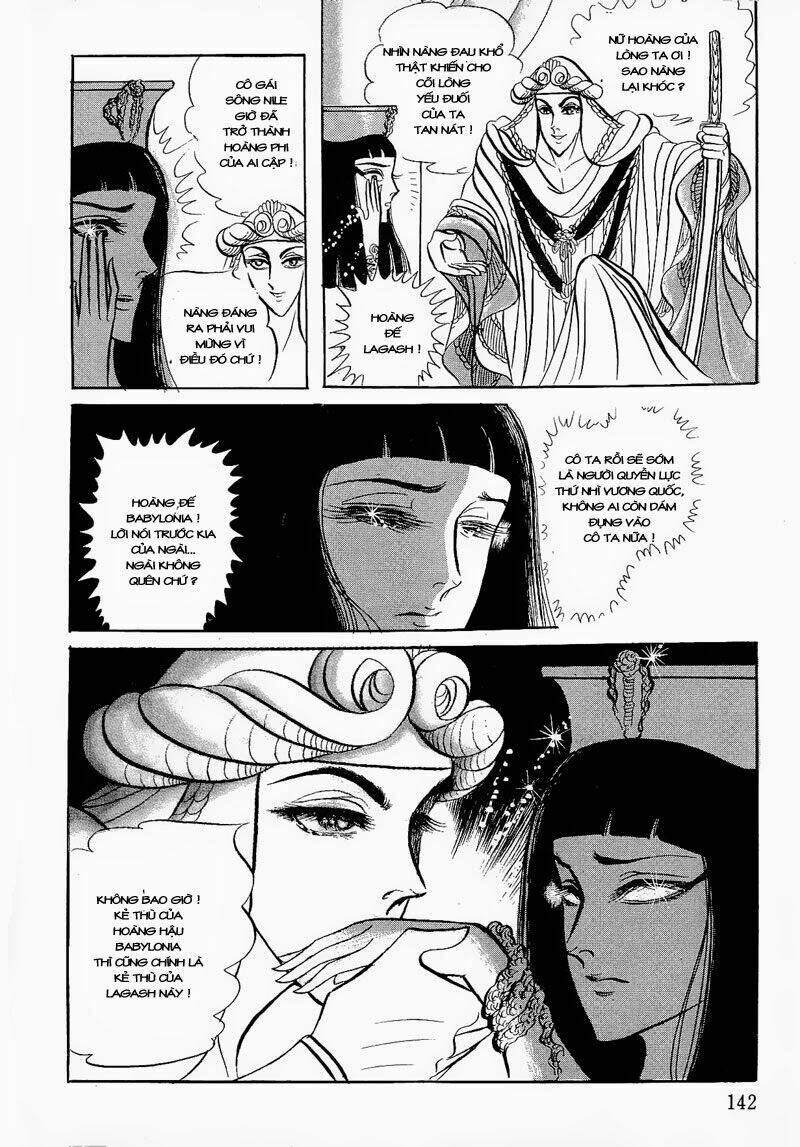 NỮ HOÀNG CỦA
LÒNG TA ƠI !
SAO NÀNG
LẠI KHÓC ?
NHÌN NÀNG ĐAU KHỔ
THẬT KHIẾN CHO
CÕI LÒNG
YẾU ĐUỐI
CỦA TA
TAN NÁT !
HOÀNG
ĐẾ
LAGASH !
CÔ GÁI
SÔNG NILE
GIỜ ĐÃ
TRỞ THÀNH
HOÀNG PHI
CỦA AI CẬP !
NÀNG ĐÁNG
RA PHẢI VUI
MỪNG VÌ
ĐIỀU ĐÓ CHỨ !
CÔ TA RỒI SẼ SỚM
LÀ NGƯỜI QUYỀN LỰC
THỨ NHÌ VƯƠNG QUỐC,
KHÔNG AI CÒN DÁM
ĐỤNG VÀO
CÔ TA NỮA !
HOÀNG ĐẾ
BABYLONIA !
LỜI NÓI TRƯỚC KIA
CỦA NGÀI...
NGÀI KHÔNG
QUÊN CHỨ ?
KHÔNG BAO GIỜ !
KẺ THÙ CỦA
HOÀNG HẬU
BABYLONIA
THÌ CŨNG CHÍNH LÀ
KẺ THÙ CỦA
LAGASH NÀY !
142